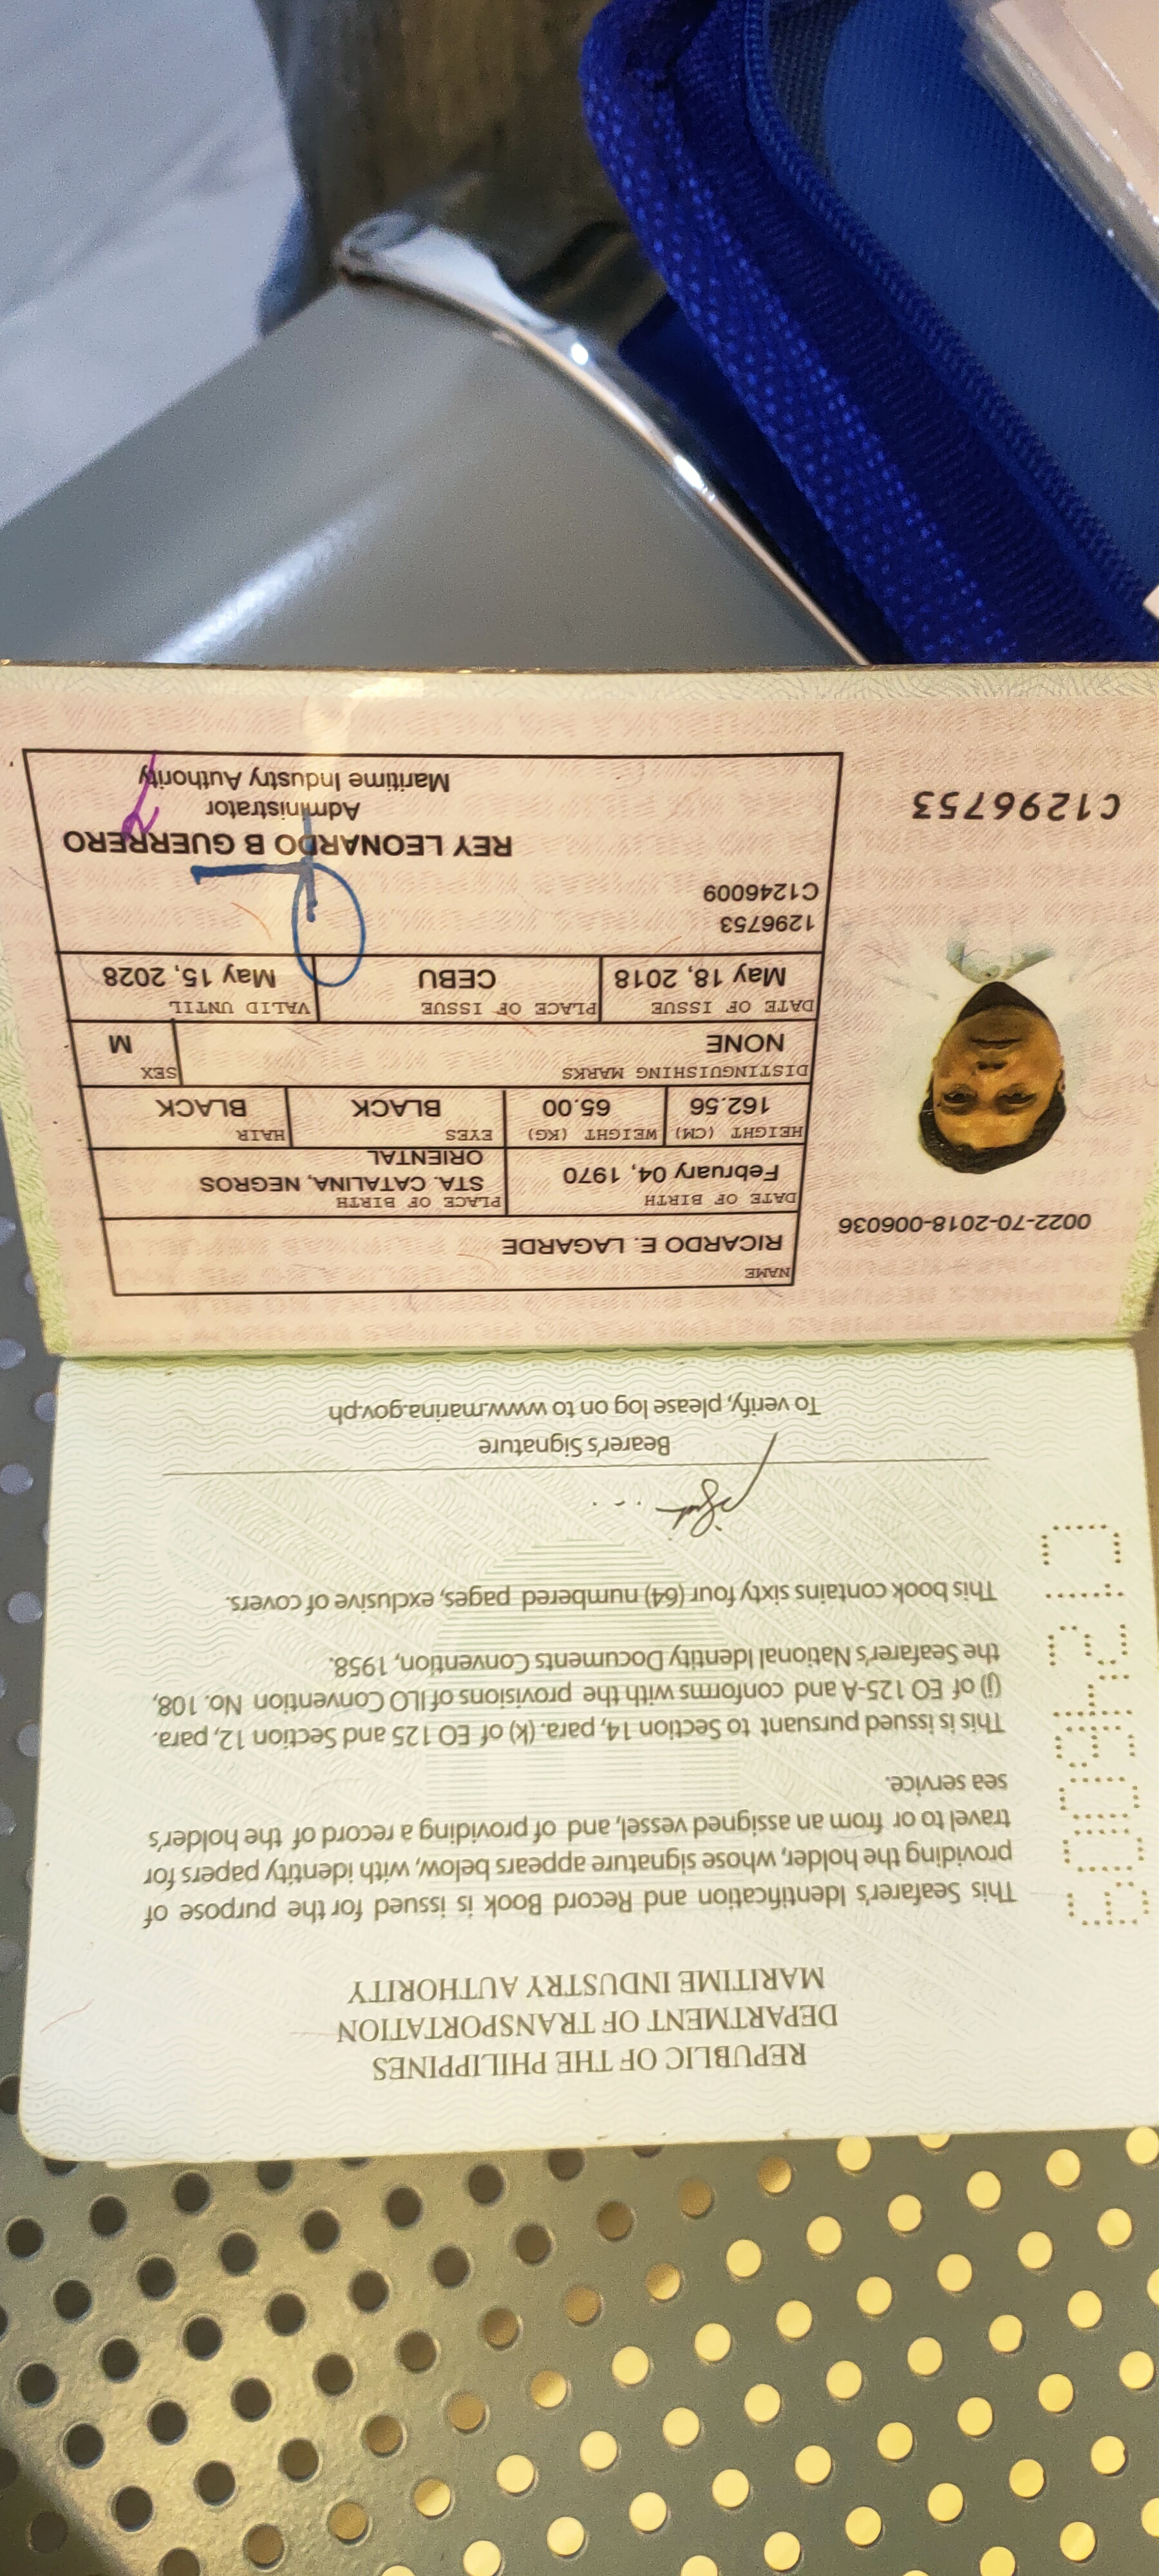 REPUBLIC OF THE PHILIPPINES
DEPARTMENT OF TRANSPORTATION
MARITIME INDUSTRY AUTHORITY
This Seafarer's Identification and Record Book is issued for the purpose of
providing the holder, whose signature appears below, with identity papers for
travel to or from an assigned vessel, and of providing a record of the holder's
sea service.
This is issued pursuant to Section 14, para. (k) of EO 125 and Section 12, para.
(j) of EO 125-A and conforms with the provisions of ILO Convention No. 108,
the Seafarer's National Identity Documents Convention, 1958.
This book contains sixty four (64) numbered pages, exclusive of covers.
Bearer's Signature
To verify, please log on to www.marina.gov.ph
0022-70-2018-006036
C1296753
NAME
RICARDO E. LAGARDE
DATE OF BIRTH
February 04, 1970
PLACE OF BIRTH
STA. CATALINA, NEGROS
ORIENTAL
HEIGHT (CM)
162.56
WEIGHT (KG)
65.00
EYES
BLACK
HAIR
BLACK
DISTINGUISHING MARKS
NONE
SEX
M
DATE OF ISSUE
May 18, 2018
PLACE OF ISSUE
CEBU
VALID UNTIL
May 15, 2028
1296753
C1246009
REY LEONARDO B GUERRERO
Administrator
Maritime Industry Authority